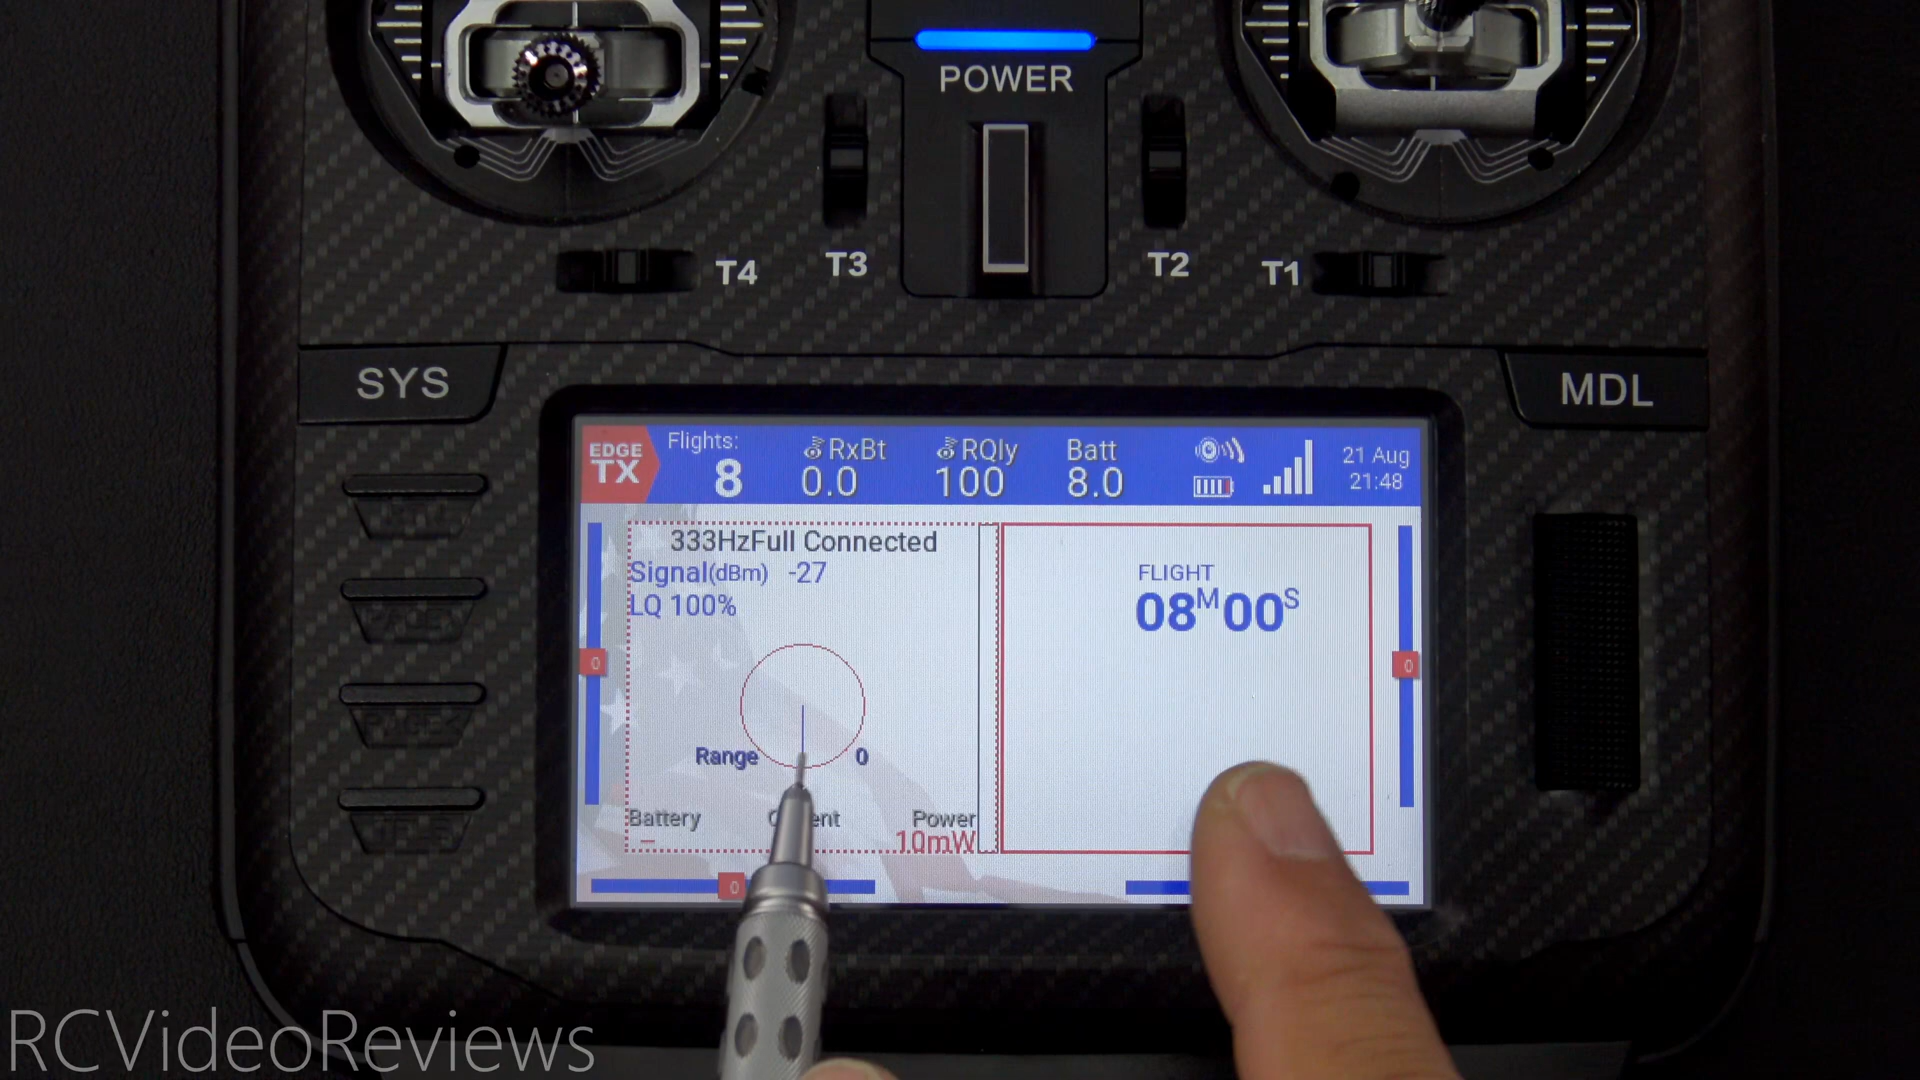 POWER
T4
T3
T2
T1
SYS
MDL
EDGE
TX
Flights:
8
RxBt
0.0
RQly
100
Batt
8.0
21 Aug
21:48
333HzFull Connected
Signal(dBm) -27
LQ 100%
FLIGHT
08M00S
0
0
Range
0
Battery
Power
--
10mW
0
RCVideoReviews